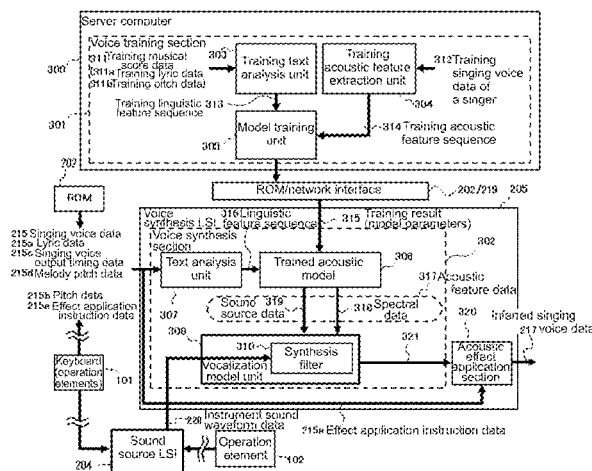 Server computer
Voice training section
311 Training musical score data
311a Training lyric data
311b Training pitch data
303
Training text analysis unit
Training acoustic feature extraction unit
312 Training singing voice data of a singer
300
Training linguistic feature sequence
313
304
301
305
Model training unit
314 Training acoustic feature sequence
202
ROM
ROM/network interface
202/219
205
215 Singing voice data
215a Lyric data
215c Singing voice output timing data
215d Melody pitch data
Voice synthesis LSI
316 Linguistic feature sequence
315
Training result (model parameters)
Voice synthesis section
302
Text analysis unit
Trained acoustic model
306
307
317 Acoustic feature data
215b Pitch data
215e Effect application instruction data
Sound source data
319
318
Spectral data
320
Inferred singing voice data
217
308
310
Synthesis filter
Vocalization model unit
321
Acoustic effect application section
Keyboard (operation elements)
101
220
Instrument sound waveform data
215e Effect application instruction data
Sound source LSI
204
Operation element
102